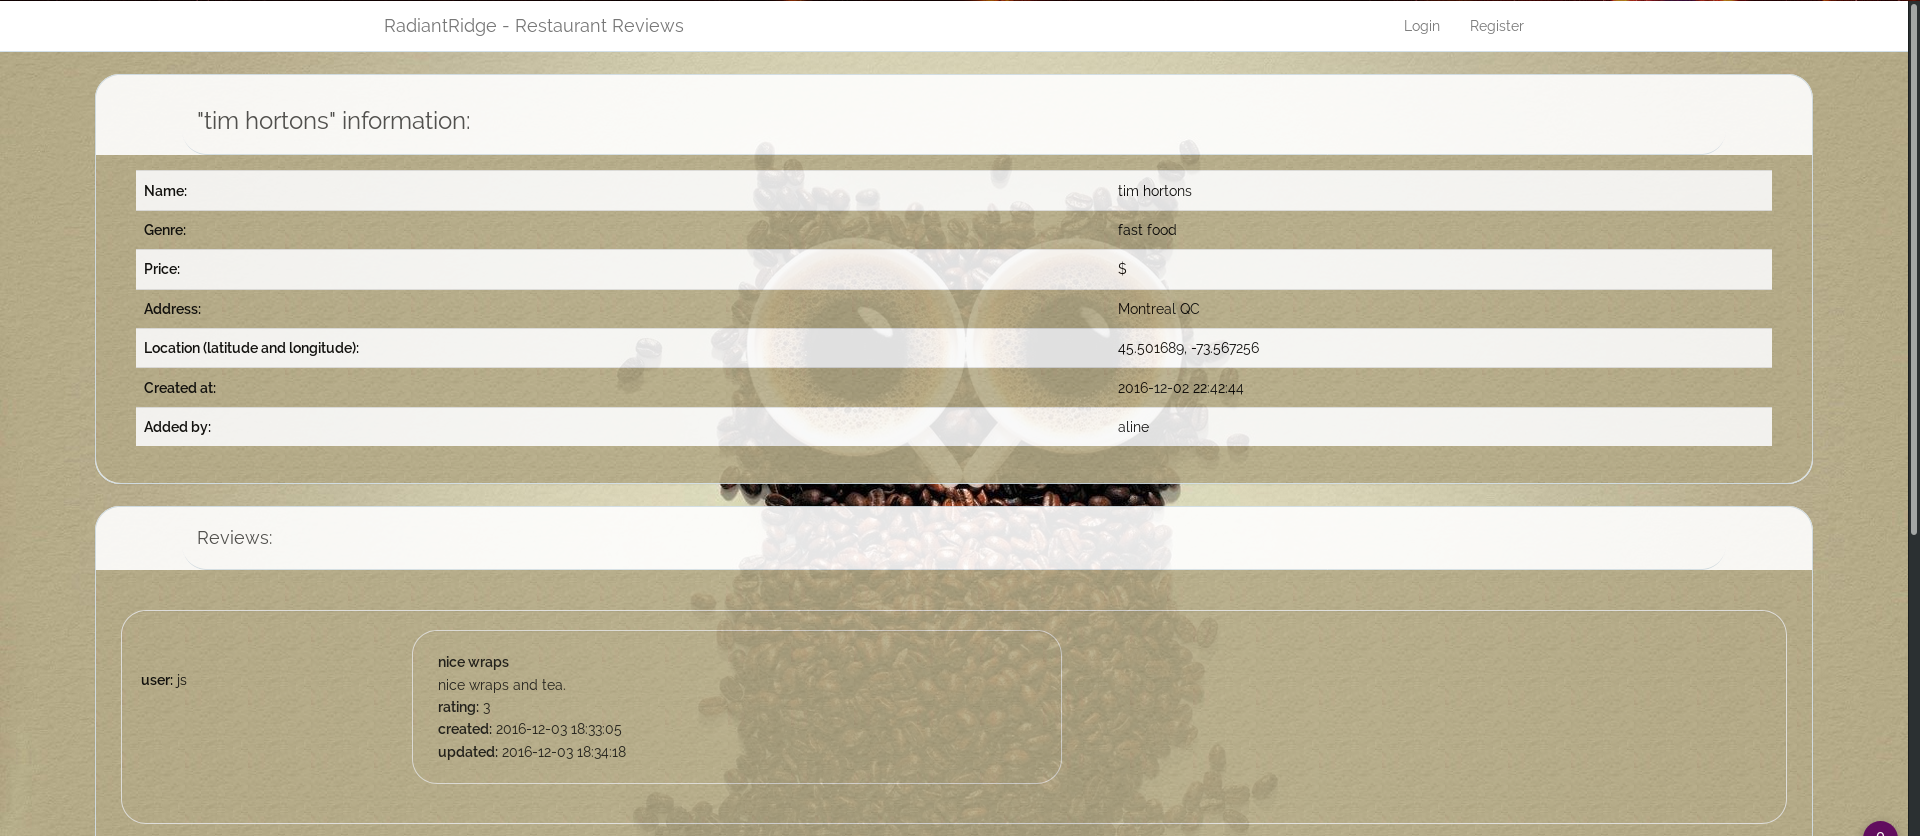 RadiantRidge - Restaurant Reviews
Login
Register
"tim hortons" information:
Name: tim hortons
Genre: fast food
Price: $
Address: Montreal QC
Location (latitude and longitude): 45.501689, -73.567256
Created at: 2016-12-02 22:42:44
Added by: aline
Reviews:
user: js
nice wraps
nice wraps and tea.
rating: 3
created: 2016-12-03 18:33:05
updated: 2016-12-03 18:34:18